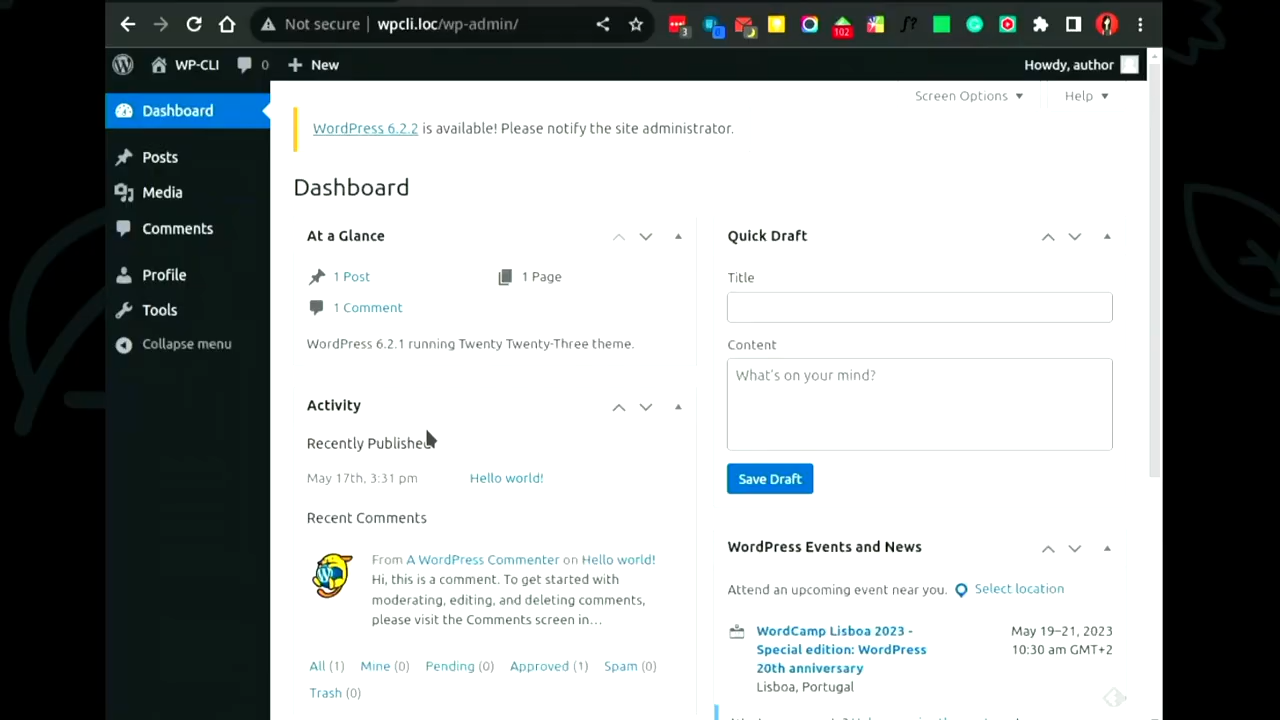 Not secure | wpcli.loc/wp-admin/
3
0
102
f?
WP-CLI 0 New Howdy, author
Screen Options Help
Dashboard
Posts
Media
Comments
Profile
Tools
Collapse menu
WordPress 6.2.2 is available! Please notify the site administrator.
Dashboard
At a Glance
1 Post 1 Page
1 Comment
WordPress 6.2.1 running Twenty Twenty-Three theme.
Activity
Recently Published
May 17th, 3:31 pm Hello world!
Recent Comments
From A WordPress Commenter on Hello world!
Hi, this is a comment. To get started with
moderating, editing, and deleting comments,
please visit the Comments screen in…
All (1) Mine (0) Pending (0) Approved (1) Spam (0)
Trash (0)
Quick Draft
Title
Content
What's on your mind?
Save Draft
WordPress Events and News
Attend an upcoming event near you. Select location
WordCamp Lisboa 2023 - May 19–21, 2023
Special edition: WordPress 10:30 am GMT+2
20th anniversary
Lisboa, Portugal